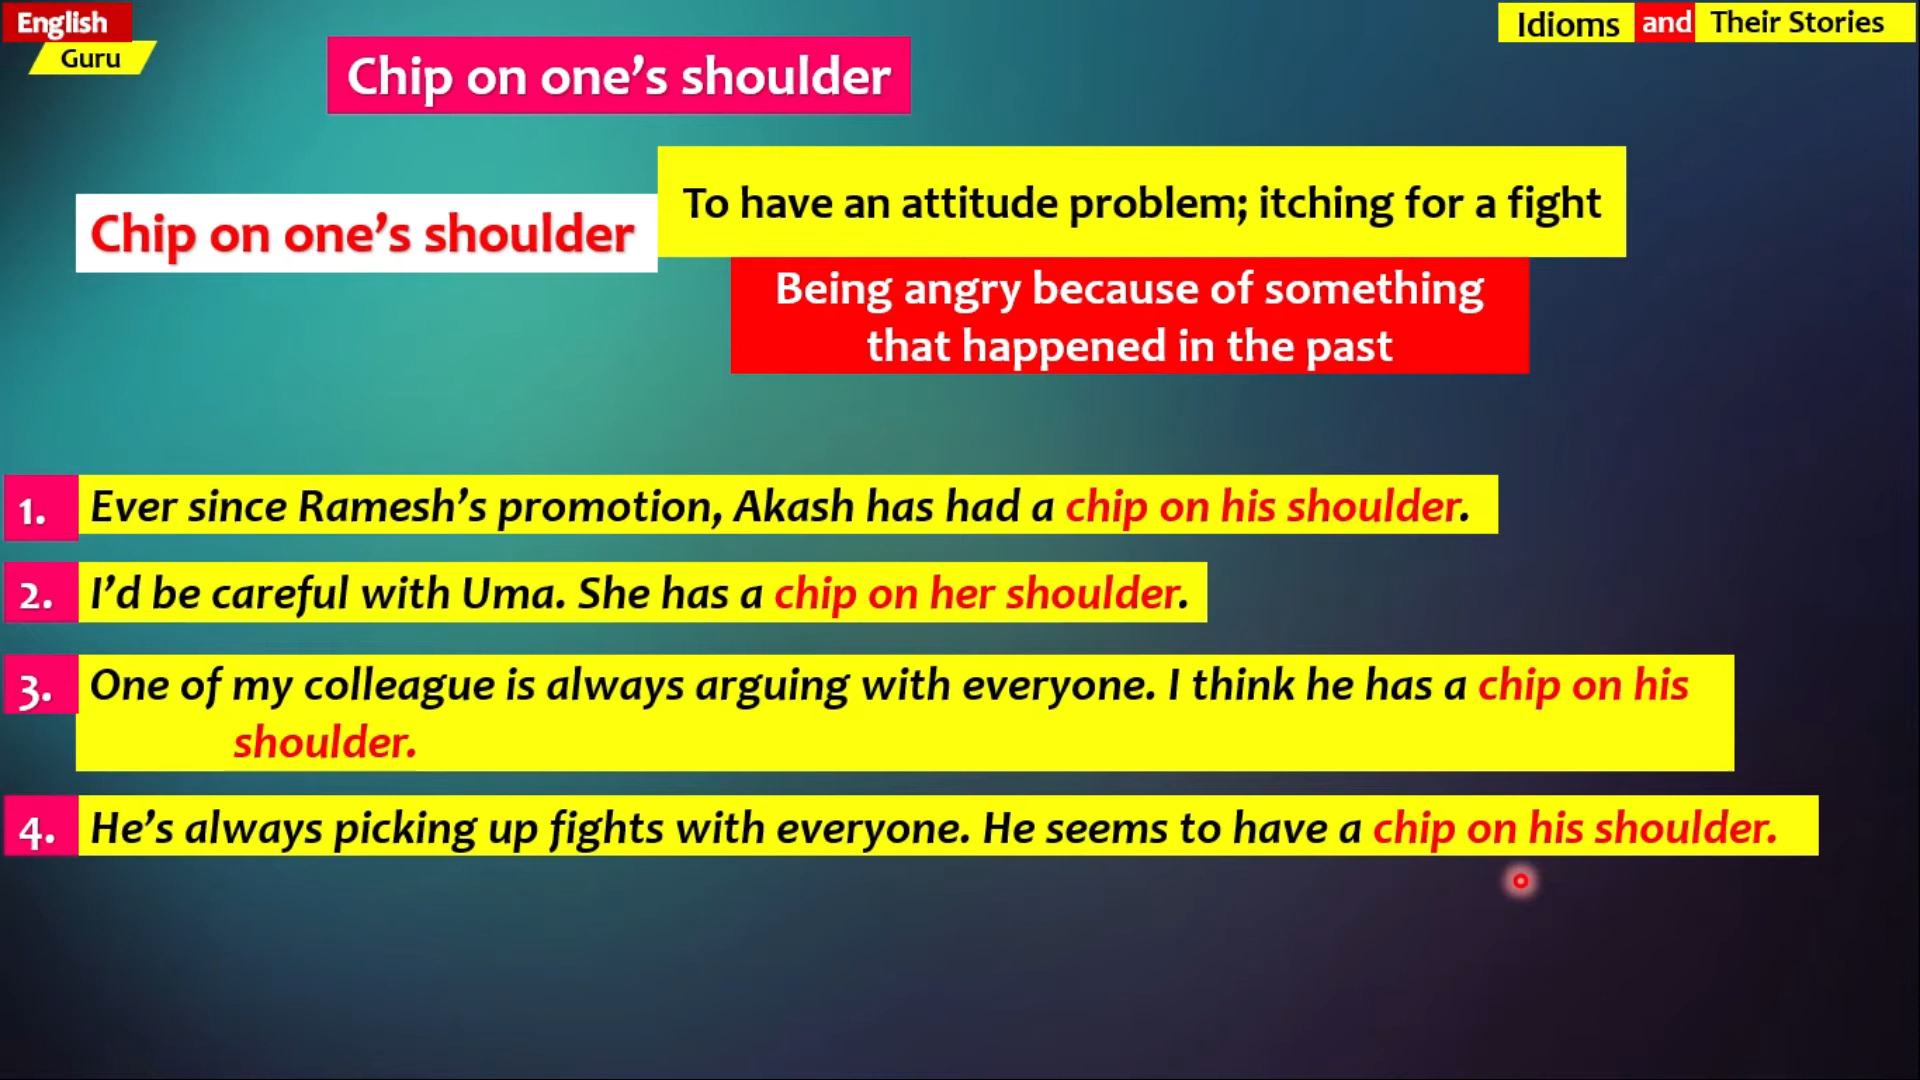 English
Guru
Idioms and Their Stories
Chip on one’s shoulder
Chip on one’s shoulder
To have an attitude problem; itching for a fight
Being angry because of something
that happened in the past
1. Ever since Ramesh’s promotion, Akash has had a chip on his shoulder.
2. I’d be careful with Uma. She has a chip on her shoulder.
3. One of my colleague is always arguing with everyone. I think he has a chip on his
shoulder.
4. He’s always picking up fights with everyone. He seems to have a chip on his shoulder.